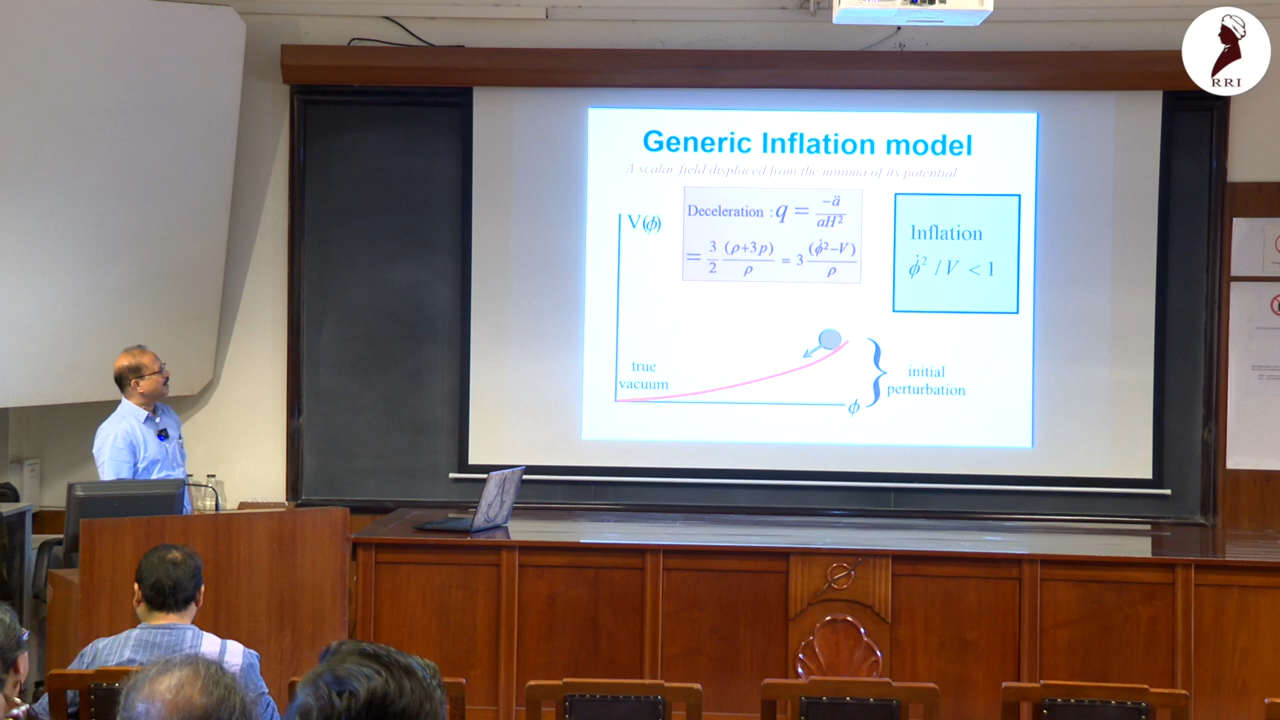 RRI
Generic Inflation model
A scalar field displaced from the minima of its potential
V(ϕ)
Deceleration : q = −ä / aH²
= 3/2 (ρ+3p)/ρ = 3 (ϕ̇²−V)/ρ
Inflation
ϕ̇² / V < 1
true
vacuum
initial
perturbation
ϕ